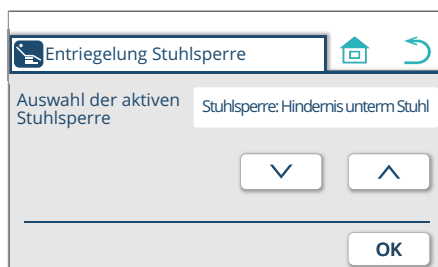 Entriegelung Stuhlsperre
Auswahl der aktiven Stuhlsperre: Hindernis unterm Stuhl
Stuhlsperre
OK